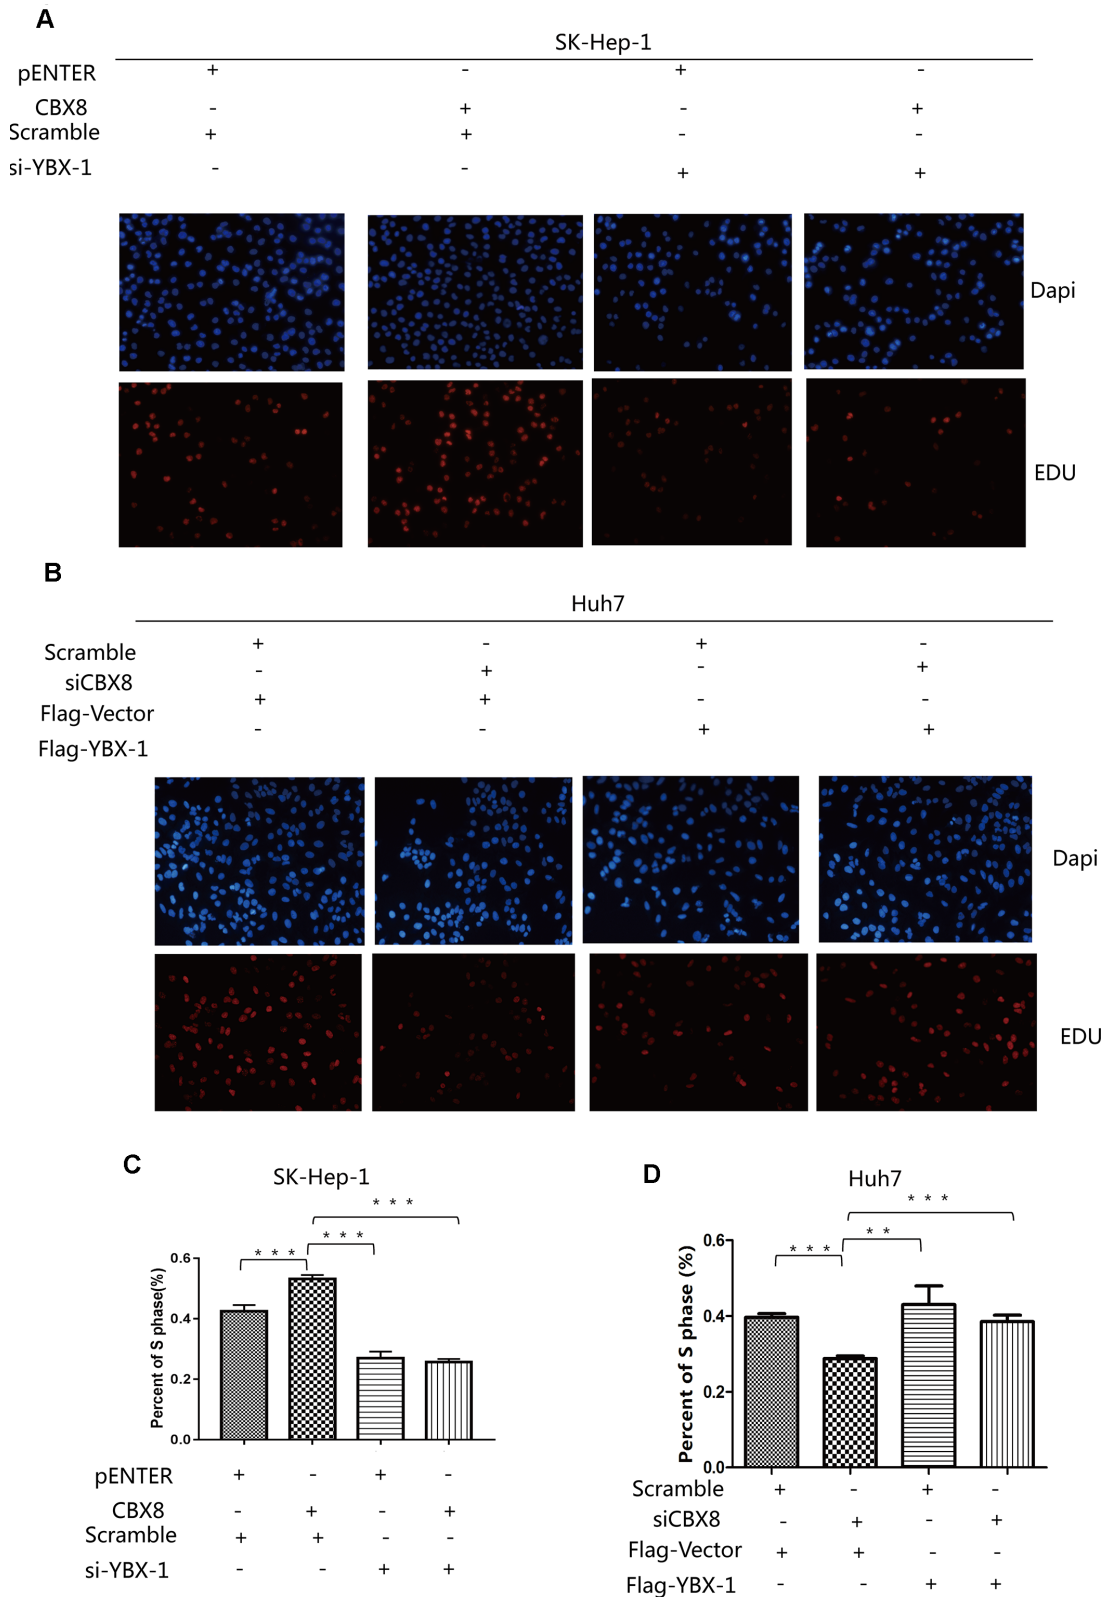 A
SK-Hep-1
pENTER + - + -
CBX8 - + - +
Scramble + + - -
si-YBX-1 - - + +
Dapi
EDU
B
Huh7
Scramble + - + -
siCBX8 - + - +
Flag-Vector + + - -
Flag-YBX-1 - - + +
Dapi
EDU
C
SK-Hep-1
* * *
* * *
* * *
Percent of S phase(%)
0.6
0.4
0.2
0.0
pENTER + - + -
CBX8 - + - +
Scramble + + - -
si-YBX-1 - - + +
D
Huh7
* * *
* * *
* *
Percent of S phase (%)
0.6
0.4
0.2
0.0
Scramble + - + -
siCBX8 - + - +
Flag-Vector + + - -
Flag-YBX-1 - - + +